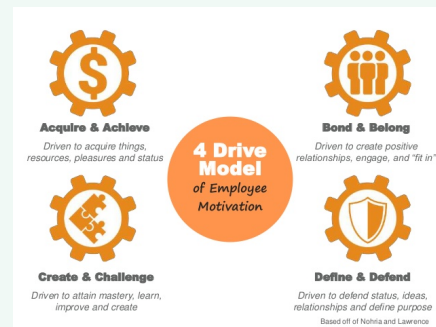 Acquire & Achieve
Driven to acquire things,
resources, pleasures and status
Bond & Belong
Driven to create positive
relationships, engage, and "fit in"
4 Drive
Model
of Employee
Motivation
Create & Challenge
Driven to attain mastery, learn,
improve and create
Define & Defend
Driven to defend status, ideas,
relationships and define purpose
Based off of Nohria and Lawrence